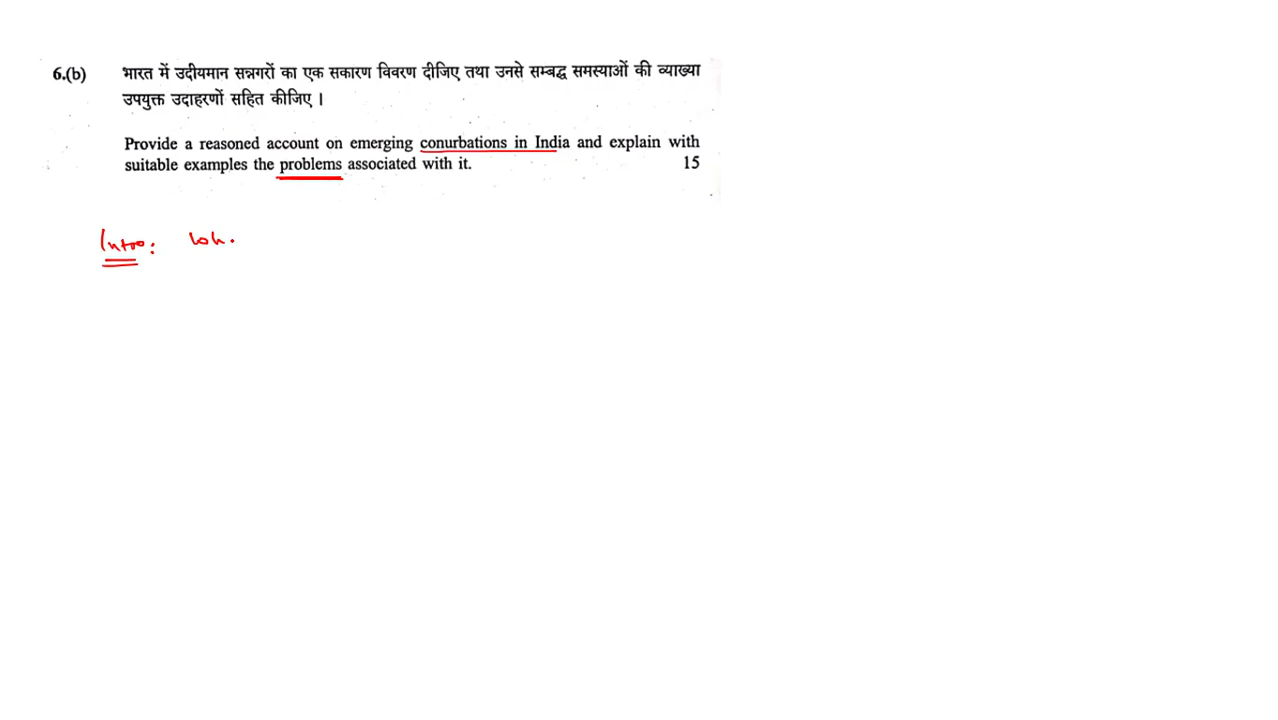 6.(b) भारत में उदीयमान सन्नगरों का एक सकारण विवरण दीजिए तथा उनसे सम्बद्ध समस्याओं की व्याख्या
उपयुक्त उदाहरणों सहित कीजिए ।
Provide a reasoned account on emerging conurbations in India and explain with
suitable examples the problems associated with it. 15
Intro: